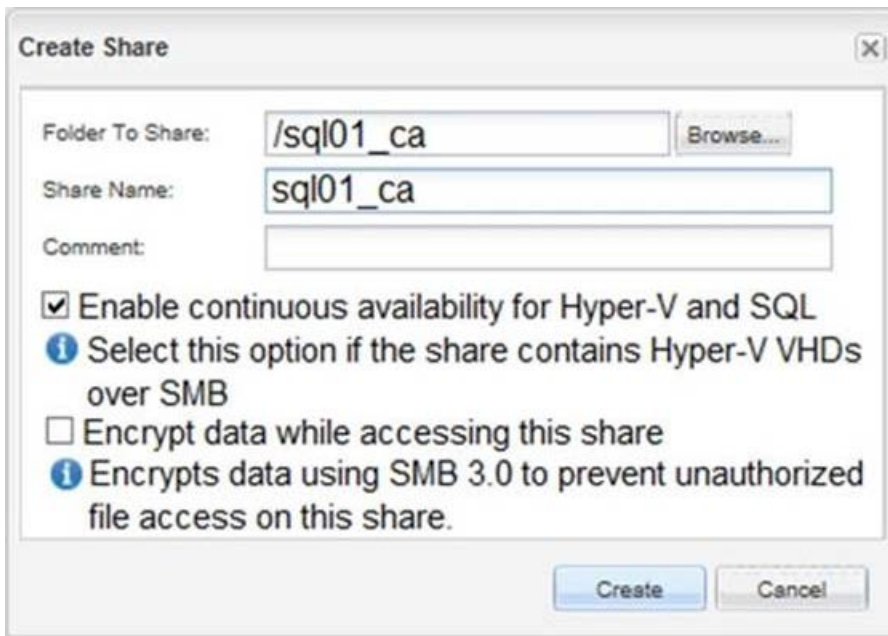 Create Share
Folder To Share: /sql01_ca Browse...
Share Name: sql01_ca
Comment:
Enable continuous availability for Hyper-V and SQL
Select this option if the share contains Hyper-V VHDs
over SMB
Encrypt data while accessing this share
Encrypts data using SMB 3.0 to prevent unauthorized
file access on this share.
Create Cancel